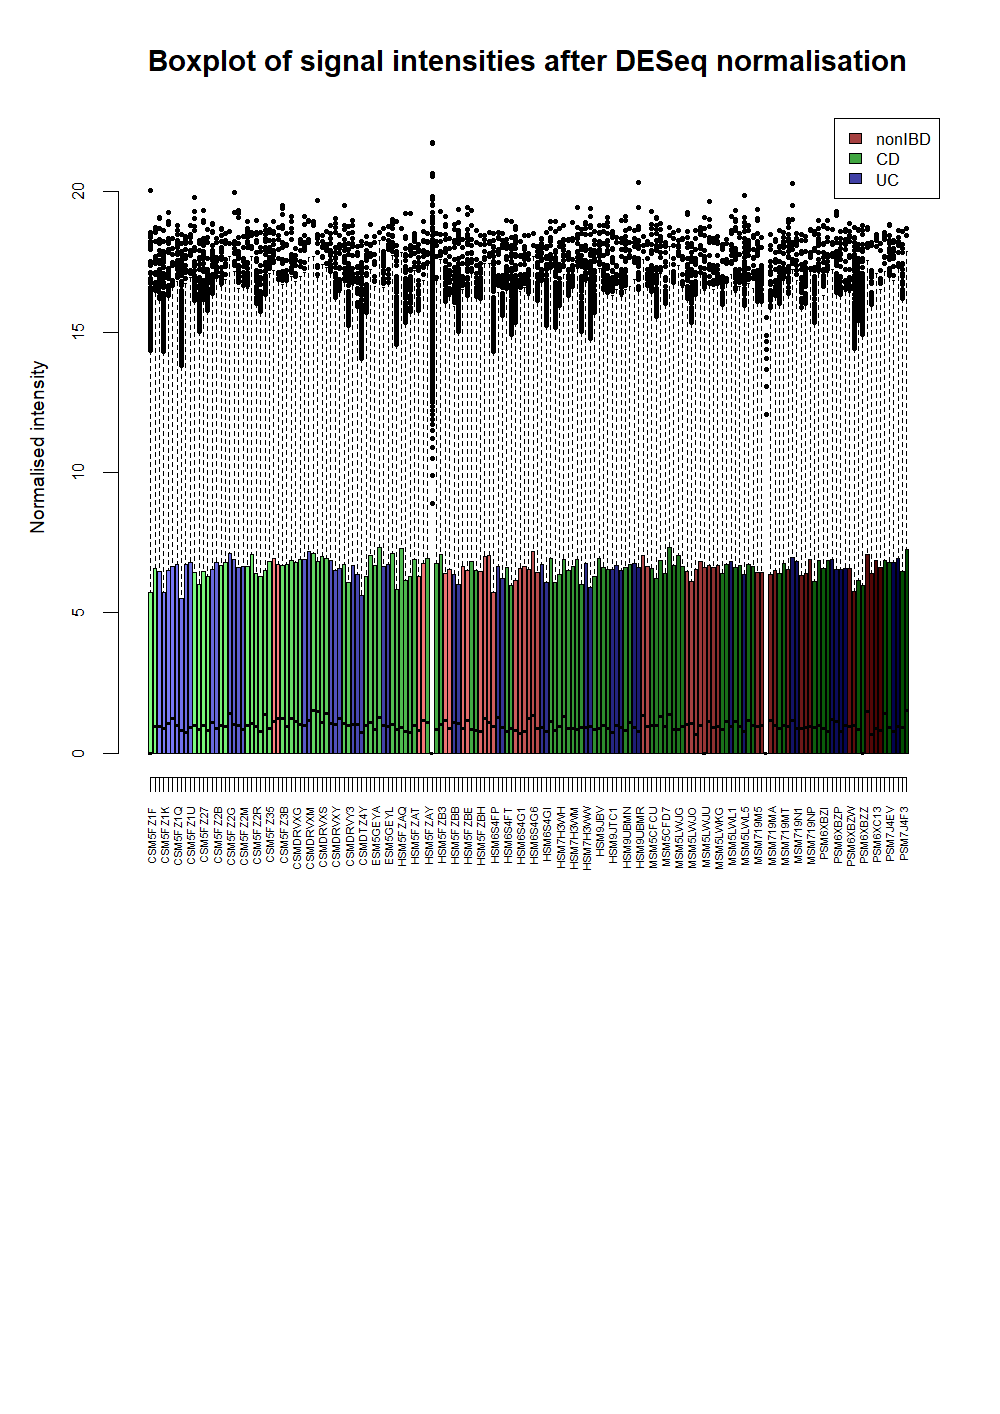 Boxplot of signal intensities after DESeq normalisation
nonIBD
CD
UC
Normalised intensity
20
15
10
5
0
CSM5FZ1F
CSM5FZ1K
CSM5FZ1Q
CSM5FZ1U
CSM5FZ27
CSM5FZ2B
CSM5FZ2G
CSM5FZ2M
CSM5FZ2R
CSM5FZ35
CSM5FZ3B
CSMDRVXG
CSMDRVXM
CSMDRVXS
CSMDRVXY
CSMDRVY3
CSMDTZ4Y
ESM5GEYA
ESM5GEYL
HSM5FZAQ
HSM5FZAT
HSM5FZAY
HSM5FZB3
HSM5FZBB
HSM5FZBE
HSM5FZBH
HSM6S4FP
HSM6S4FT
HSM6S4G1
HSM6S4G6
HSM6S4GI
HSM7H3WH
HSM7H3WM
HSM7H3WW
HSM9JBV
HSM9JTC1
HSM9UBMN
HSM9UBMR
MSM5CFCU
MSM5CFD7
MSM5LWJG
MSM5LWJO
MSM5LWJU
MSM5LWKG
MSM5LWL1
MSM5LWL5
MSM719M5
MSM719MA
MSM719MT
MSM719N1
MSM719NP
PSM6XBZI
PSM6XBZP
PSM6XBZW
PSM6XBZZ
PSM6XC13
PSM7J4EV
PSM7J4F3